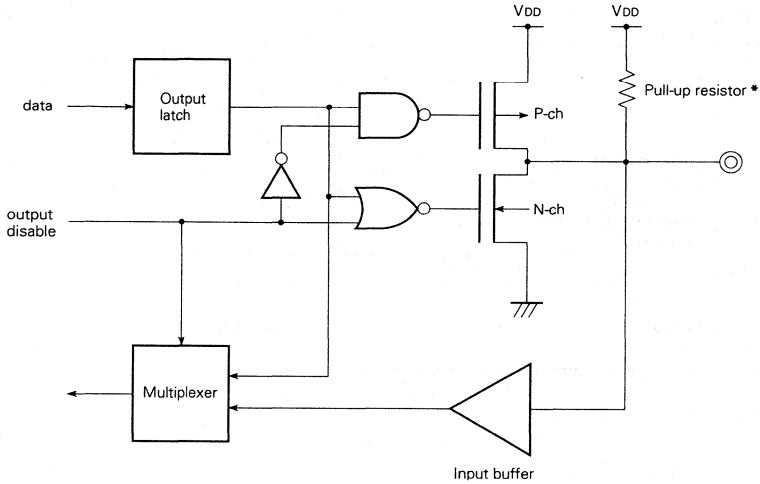 VDD
VDD
Output
latch
data
Pull-up resistor *
P-ch
output
disable
N-ch
Multiplexer
Input buffer